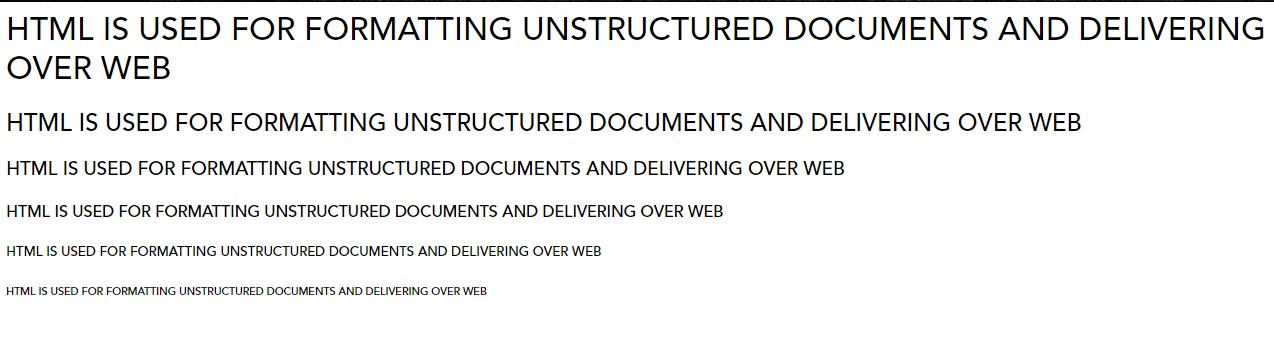 HTML IS USED FOR FORMATTING UNSTRUCTURED DOCUMENTS AND DELIVERING
OVER WEB
HTML IS USED FOR FORMATTING UNSTRUCTURED DOCUMENTS AND DELIVERING OVER WEB
HTML IS USED FOR FORMATTING UNSTRUCTURED DOCUMENTS AND DELIVERING OVER WEB
HTML IS USED FOR FORMATTING UNSTRUCTURED DOCUMENTS AND DELIVERING OVER WEB
HTML IS USED FOR FORMATTING UNSTRUCTURED DOCUMENTS AND DELIVERING OVER WEB
HTML IS USED FOR FORMATTING UNSTRUCTURED DOCUMENTS AND DELIVERING OVER WEB